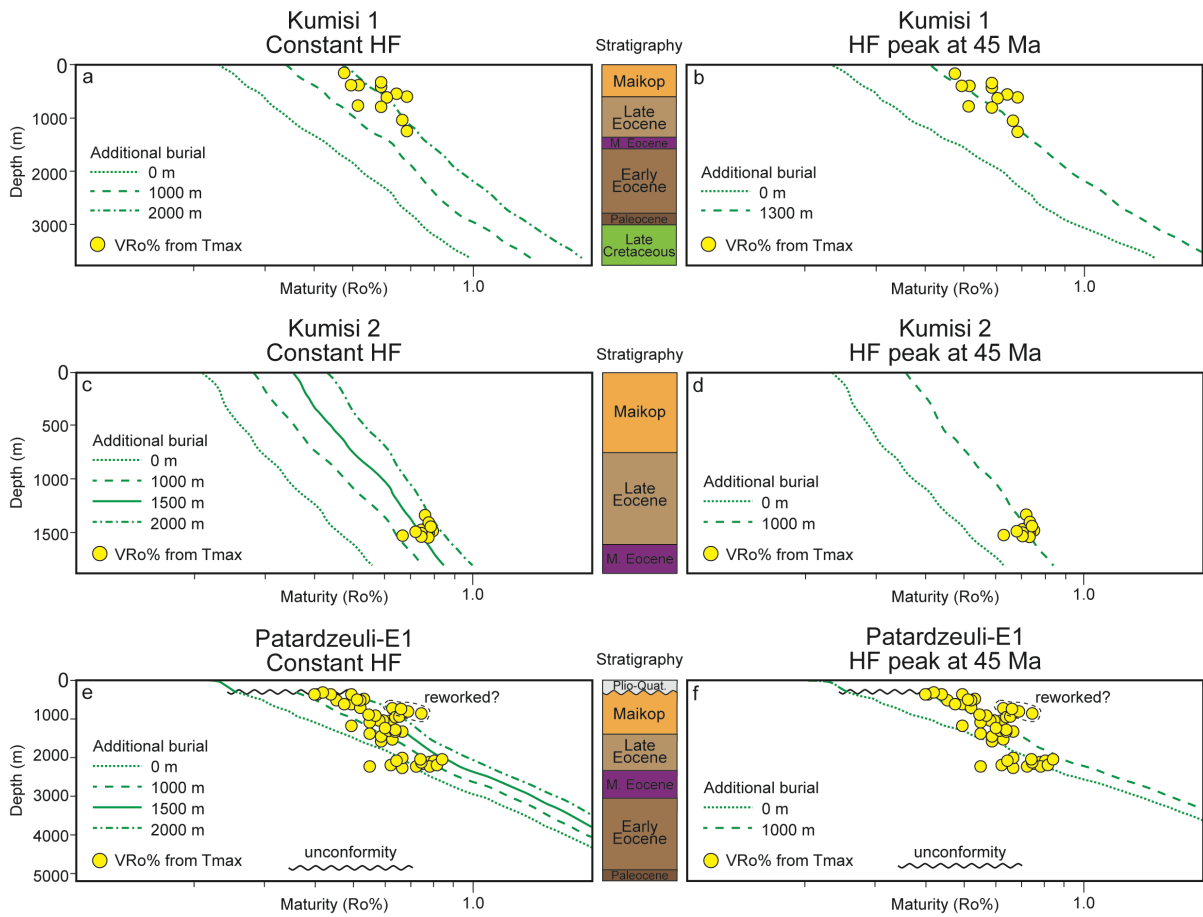 Kumisi 1
Constant HF
Stratigraphy
Kumisi 1
HF peak at 45 Ma
a
0
1000
2000
3000
Depth (m)
Additional burial
0 m
1000 m
2000 m
VRo% from Tmax
Maturity (Ro%)
1.0
Maikop
Late
Eocene
M. Eocene
Early
Eocene
Paleocene
Late
Cretaceous
b
Additional burial
0 m
1300 m
VRo% from Tmax
Maturity (Ro%)
1.0
Kumisi 2
Constant HF
Stratigraphy
Kumisi 2
HF peak at 45 Ma
c
0
500
1000
1500
Depth (m)
Additional burial
0 m
1000 m
1500 m
2000 m
VRo% from Tmax
Maturity (Ro%)
1.0
Maikop
Late
Eocene
M. Eocene
d
Additional burial
0 m
1000 m
VRo% from Tmax
Maturity (Ro%)
1.0
Patardzeuli-E1
Constant HF
Stratigraphy
Patardzeuli-E1
HF peak at 45 Ma
e
0
1000
2000
3000
4000
5000
Depth (m)
reworked?
Additional burial
0 m
1000 m
1500 m
2000 m
VRo% from Tmax
unconformity
Maturity (Ro%)
1.0
Plio-Quat.
Maikop
Late
Eocene
M. Eocene
Early
Eocene
Paleocene
f
reworked?
Additional burial
0 m
1000 m
VRo% from Tmax
unconformity
Maturity (Ro%)
1.0